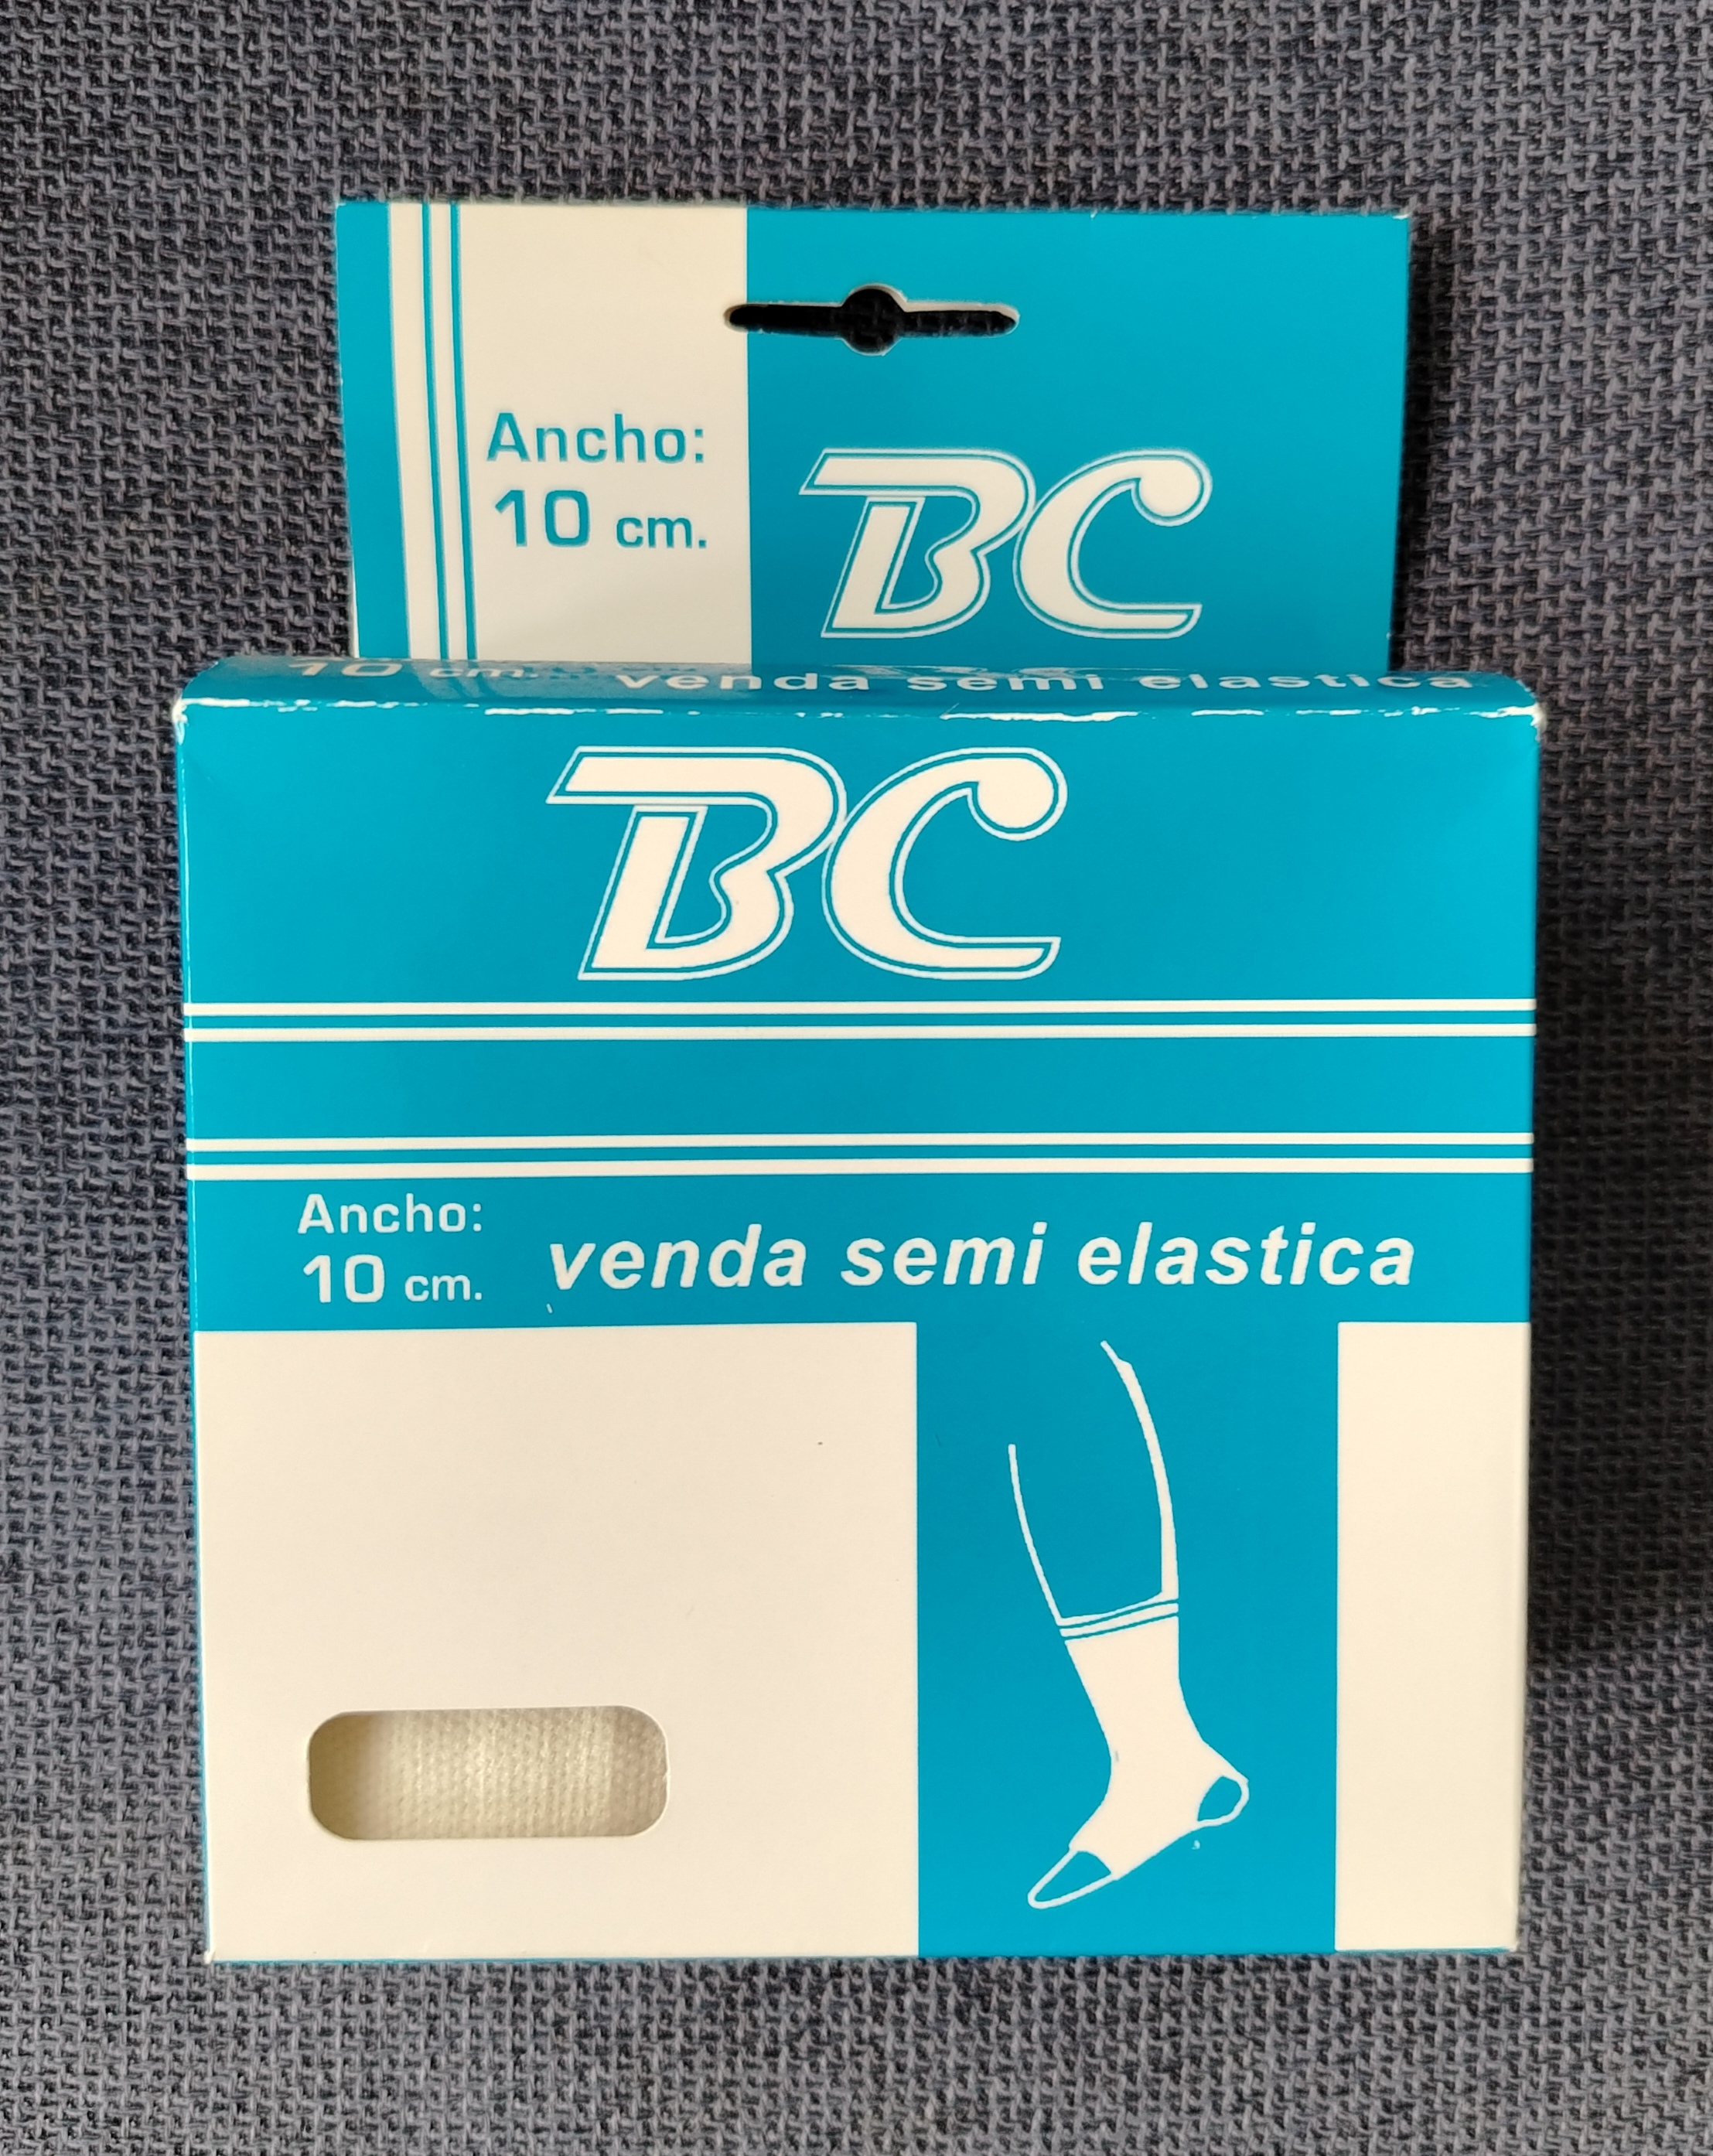 Ancho:
10 cm.
BC
10 cm. venda semi elastica
BC
Ancho:
10 cm.
venda semi elastica